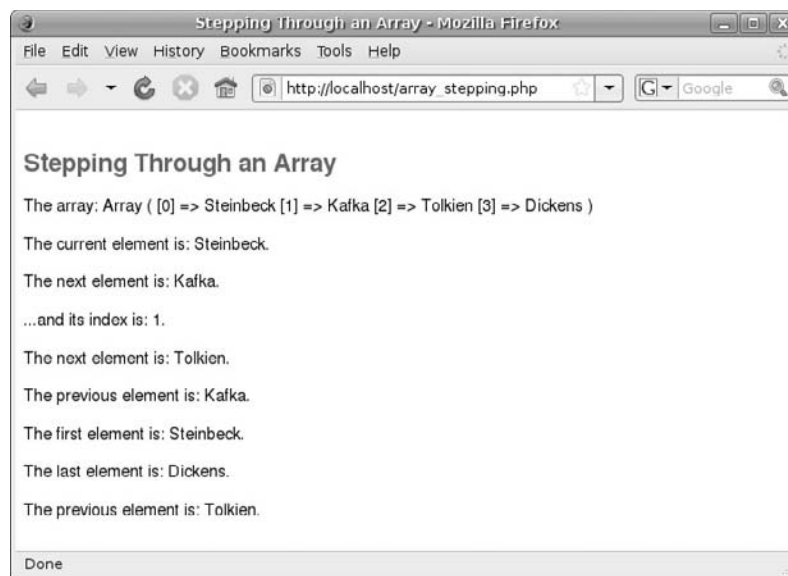 Stepping Through an Array - Mozilla Firefox
File Edit View History Bookmarks Tools Help
http://localhost/array_stepping.php G Google
Stepping Through an Array
The array: Array ( [0] => Steinbeck [1] => Kafka [2] => Tolkien [3] => Dickens )
The current element is: Steinbeck.
The next element is: Kafka.
...and its index is: 1.
The next element is: Tolkien.
The previous element is: Kafka.
The first element is: Steinbeck.
The last element is: Dickens.
The previous element is: Tolkien.
Done